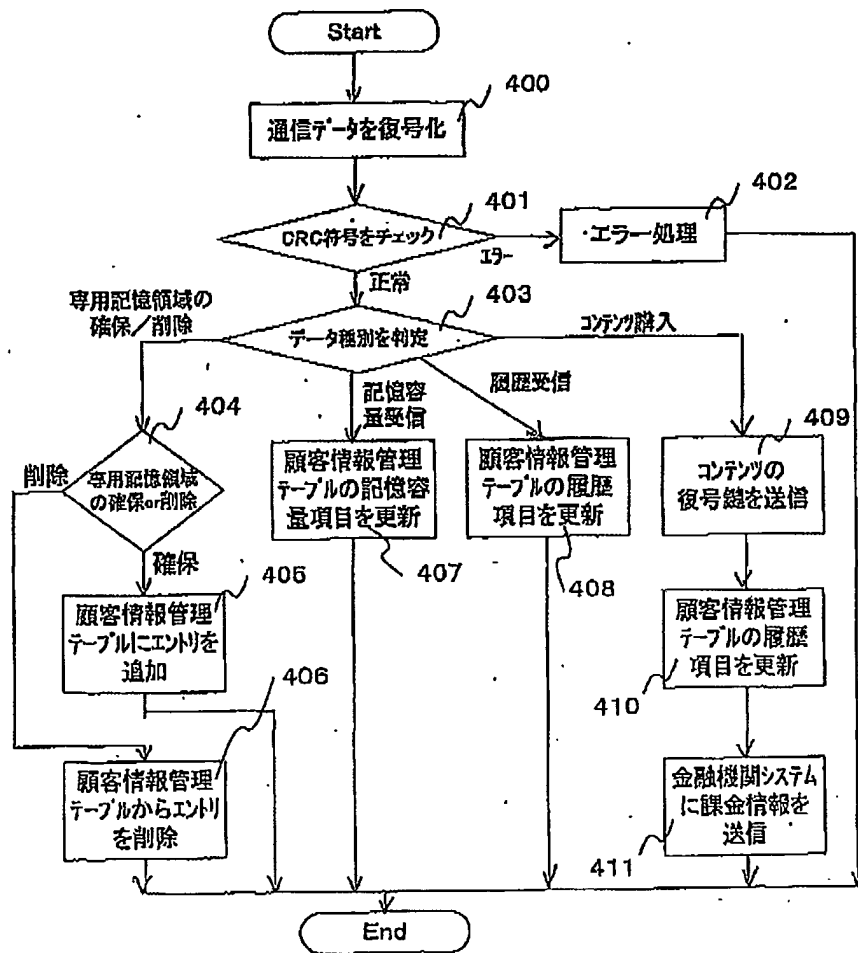 Start
400
通信データを復号化
401
CRC符号をチェック
402
エラー処理
エラー
正常
403
データ種別を判定
専用記憶領域の
確保/削除
記憶容
量受信
履歴受信
コンテンツ購入
404
専用記憶領域
の確保or削除
削除
確保
405
顧客情報管理
テーブルにエントリを
追加
406
顧客情報管理
テーブルからエントリ
を削除
顧客情報管理
テーブルの記憶容
量項目を更新
407
顧客情報管理
テーブルの履歴
項目を更新
408
409
コンテンツの
復号鍵を送信
顧客情報管理
テーブルの履歴
項目を更新
410
金融機関システム
に課金情報を
送信
411
End